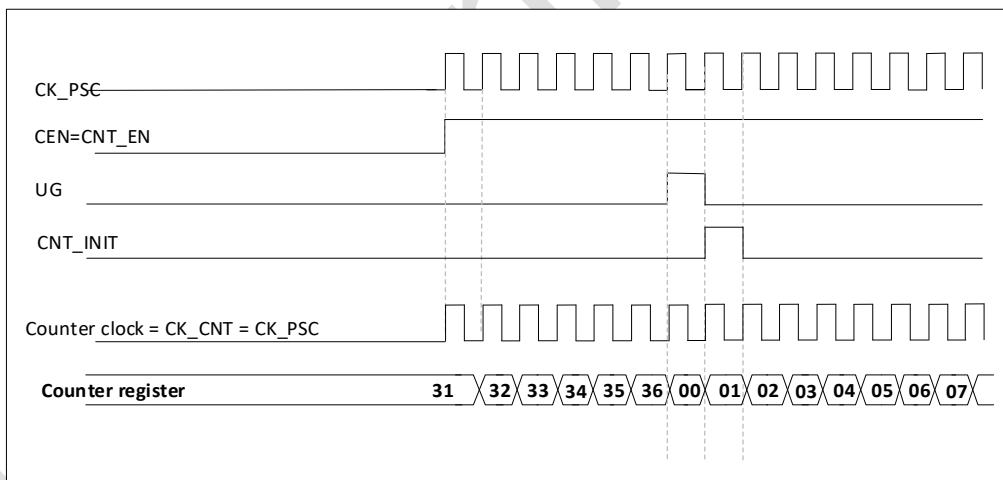 CK_PSC
CEN=CNT_EN
UG
CNT_INIT
Counter clock = CK_CNT = CK_PSC
Counter register 31 32 33 34 35 36 00 01 02 03 04 05 06 07